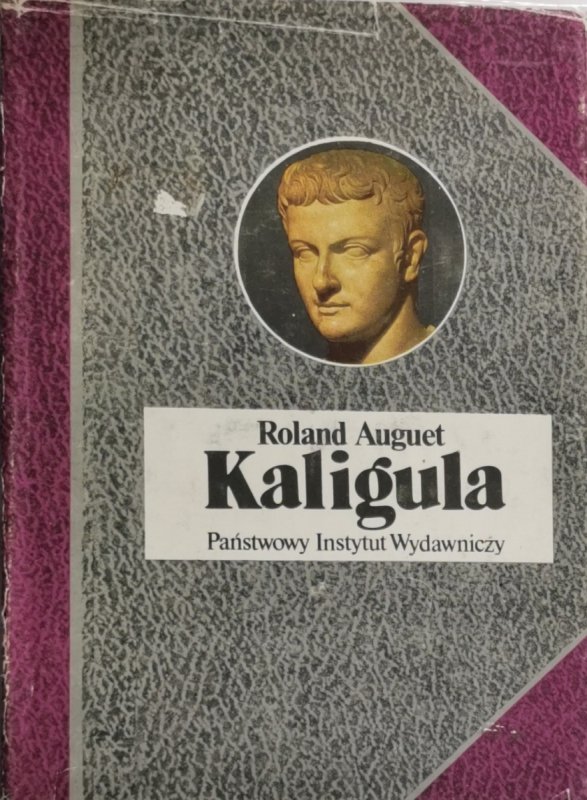 Roland Auguet
Kaligula
Państwowy Instytut Wydawniczy